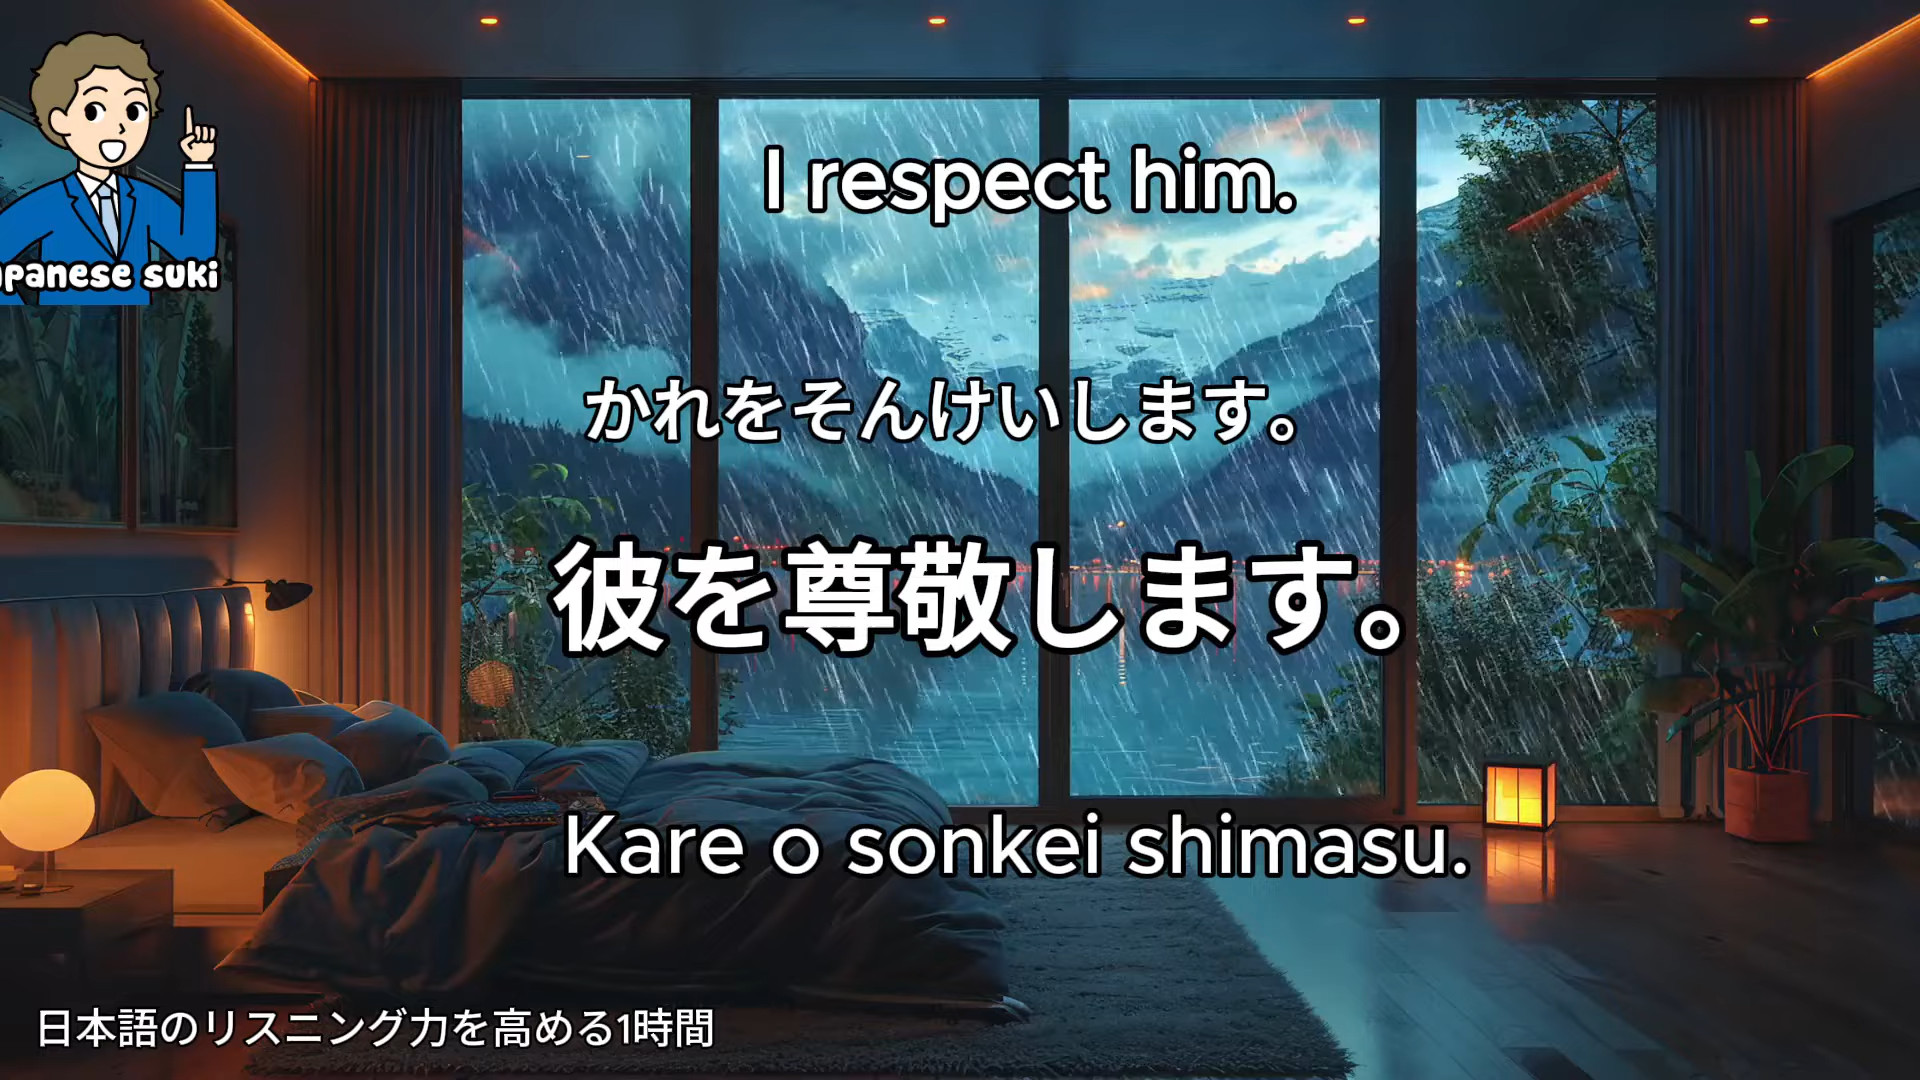 I respect him.
apanese suki
かれをそんけいします。
彼を尊敬します。
Kare o sonkei shimasu.
日本語のリスニング力を高める1時間